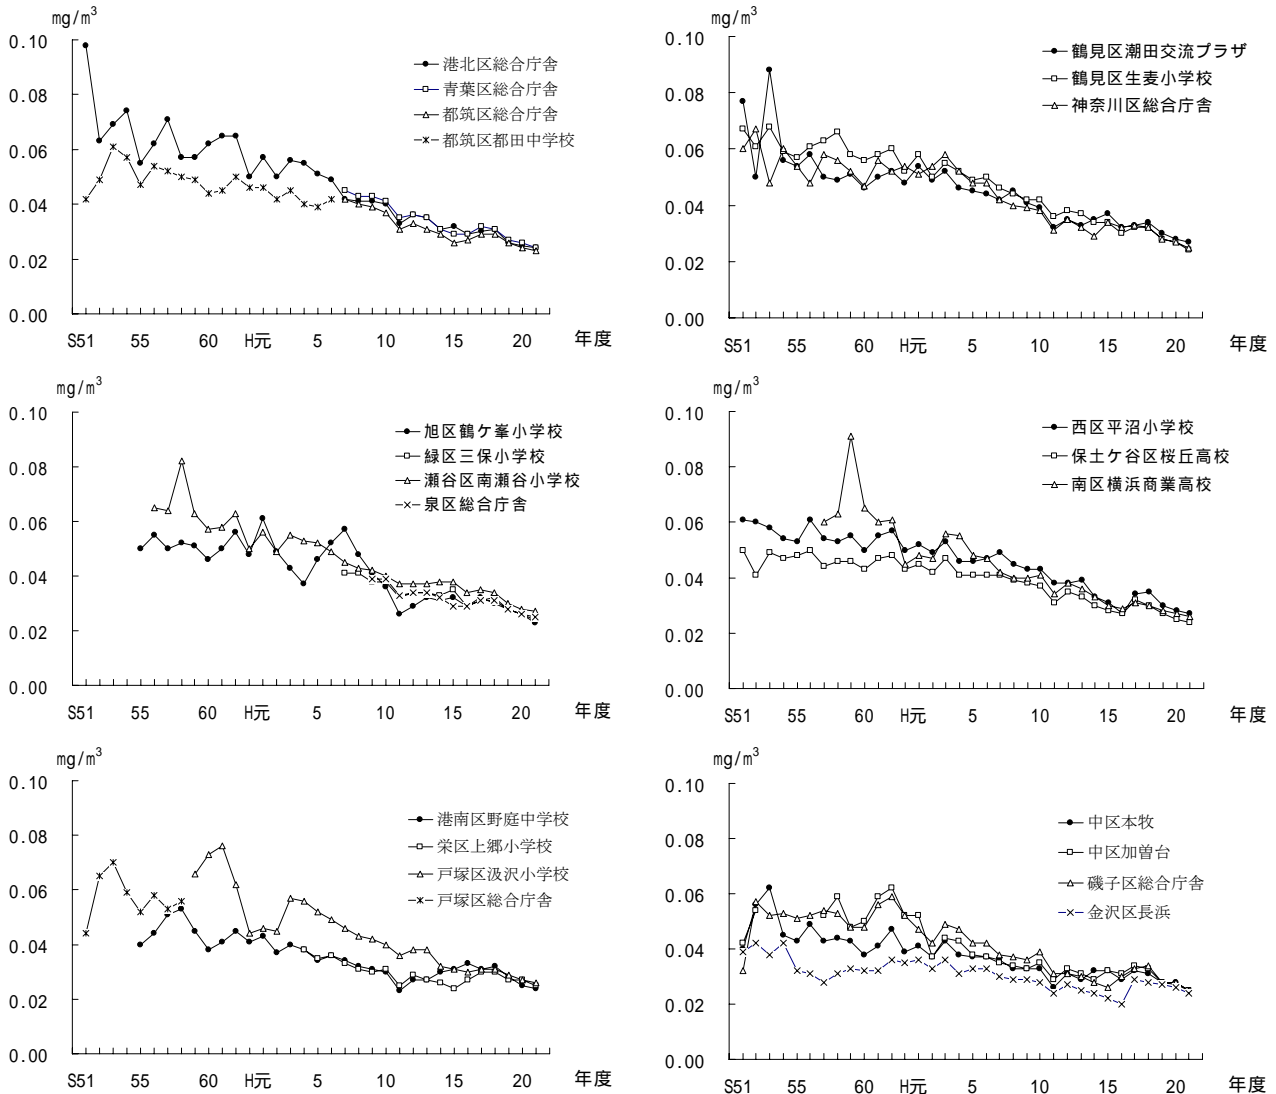 mg/m³
0.10
0.08
0.06
0.04
0.02
0.00
S51 55 60 H元 5 10 15 20 年度
港北区総合庁舎
青葉区総合庁舎
都筑区総合庁舎
都筑区都田中学校
mg/m³
0.10
0.08
0.06
0.04
0.02
0.00
S51 55 60 H元 5 10 15 20 年度
鶴見区潮田交流プラザ
鶴見区生麦小学校
神奈川区総合庁舎
mg/m³
0.10
0.08
0.06
0.04
0.02
0.00
S51 55 60 H元 5 10 15 20 年度
旭区鶴ケ峯小学校
緑区三保小学校
瀬谷区南瀬谷小学校
泉区総合庁舎
mg/m³
0.10
0.08
0.06
0.04
0.02
0.00
S51 55 60 H元 5 10 15 20 年度
西区平沼小学校
保土ケ谷区桜丘高校
南区横浜商業高校
mg/m³
0.10
0.08
0.06
0.04
0.02
0.00
S51 55 60 H元 5 10 15 20 年度
港南区野庭中学校
栄区上郷小学校
戸塚区汲沢小学校
戸塚区総合庁舎
mg/m³
0.10
0.08
0.06
0.04
0.02
0.00
S51 55 60 H元 5 10 15 20 年度
中区本牧
中区加曽台
磯子区総合庁舎
金沢区長浜